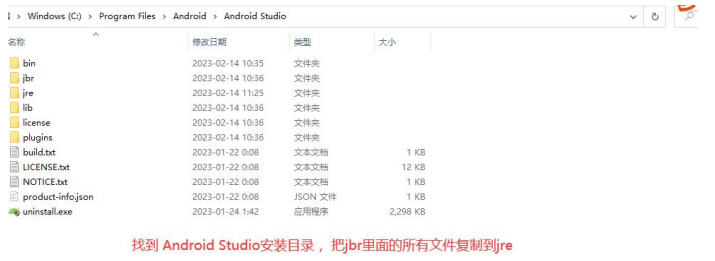 › Windows (C:) › Program Files › Android › Android Studio
名称 修改日期 类型 大小
bin 2023-02-14 10:35 文件夹
jbr 2023-02-14 10:36 文件夹
jre 2023-02-14 11:25 文件夹
lib 2023-02-14 10:36 文件夹
license 2023-02-14 10:36 文件夹
plugins 2023-02-14 10:36 文件夹
build.txt 2023-01-22 0:08 文本文档 1 KB
LICENSE.txt 2023-01-22 0:08 文本文档 12 KB
NOTICE.txt 2023-01-22 0:08 文本文档 1 KB
product-info.json 2023-01-22 0:08 JSON 文件 1 KB
uninstall.exe 2023-01-24 1:42 应用程序 2,298 KB
找到 Android Studio安装目录 ，把jbr里面的所有文件复制到jre